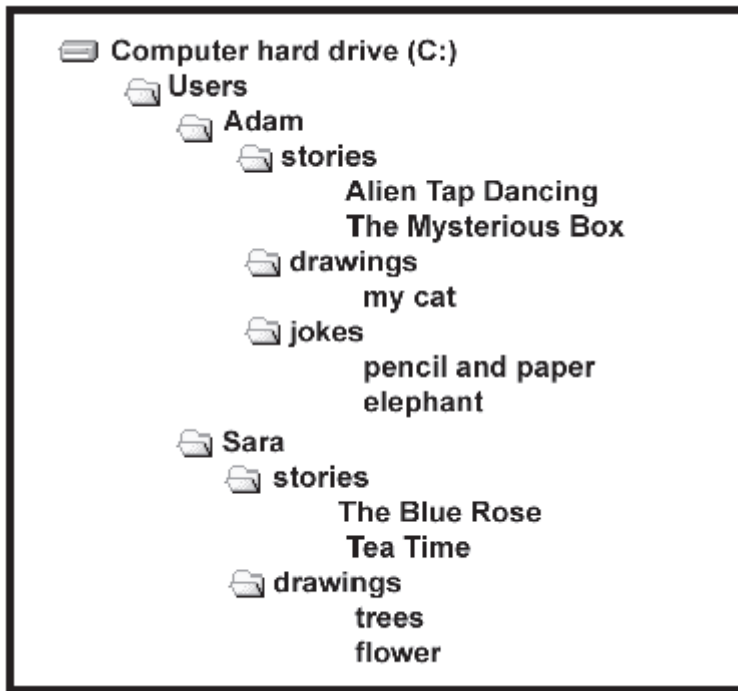 Computer hard drive (C:)
Users
Adam
stories
Alien Tap Dancing
The Mysterious Box
drawings
my cat
jokes
pencil and paper
elephant
Sara
stories
The Blue Rose
Tea Time
drawings
trees
flower